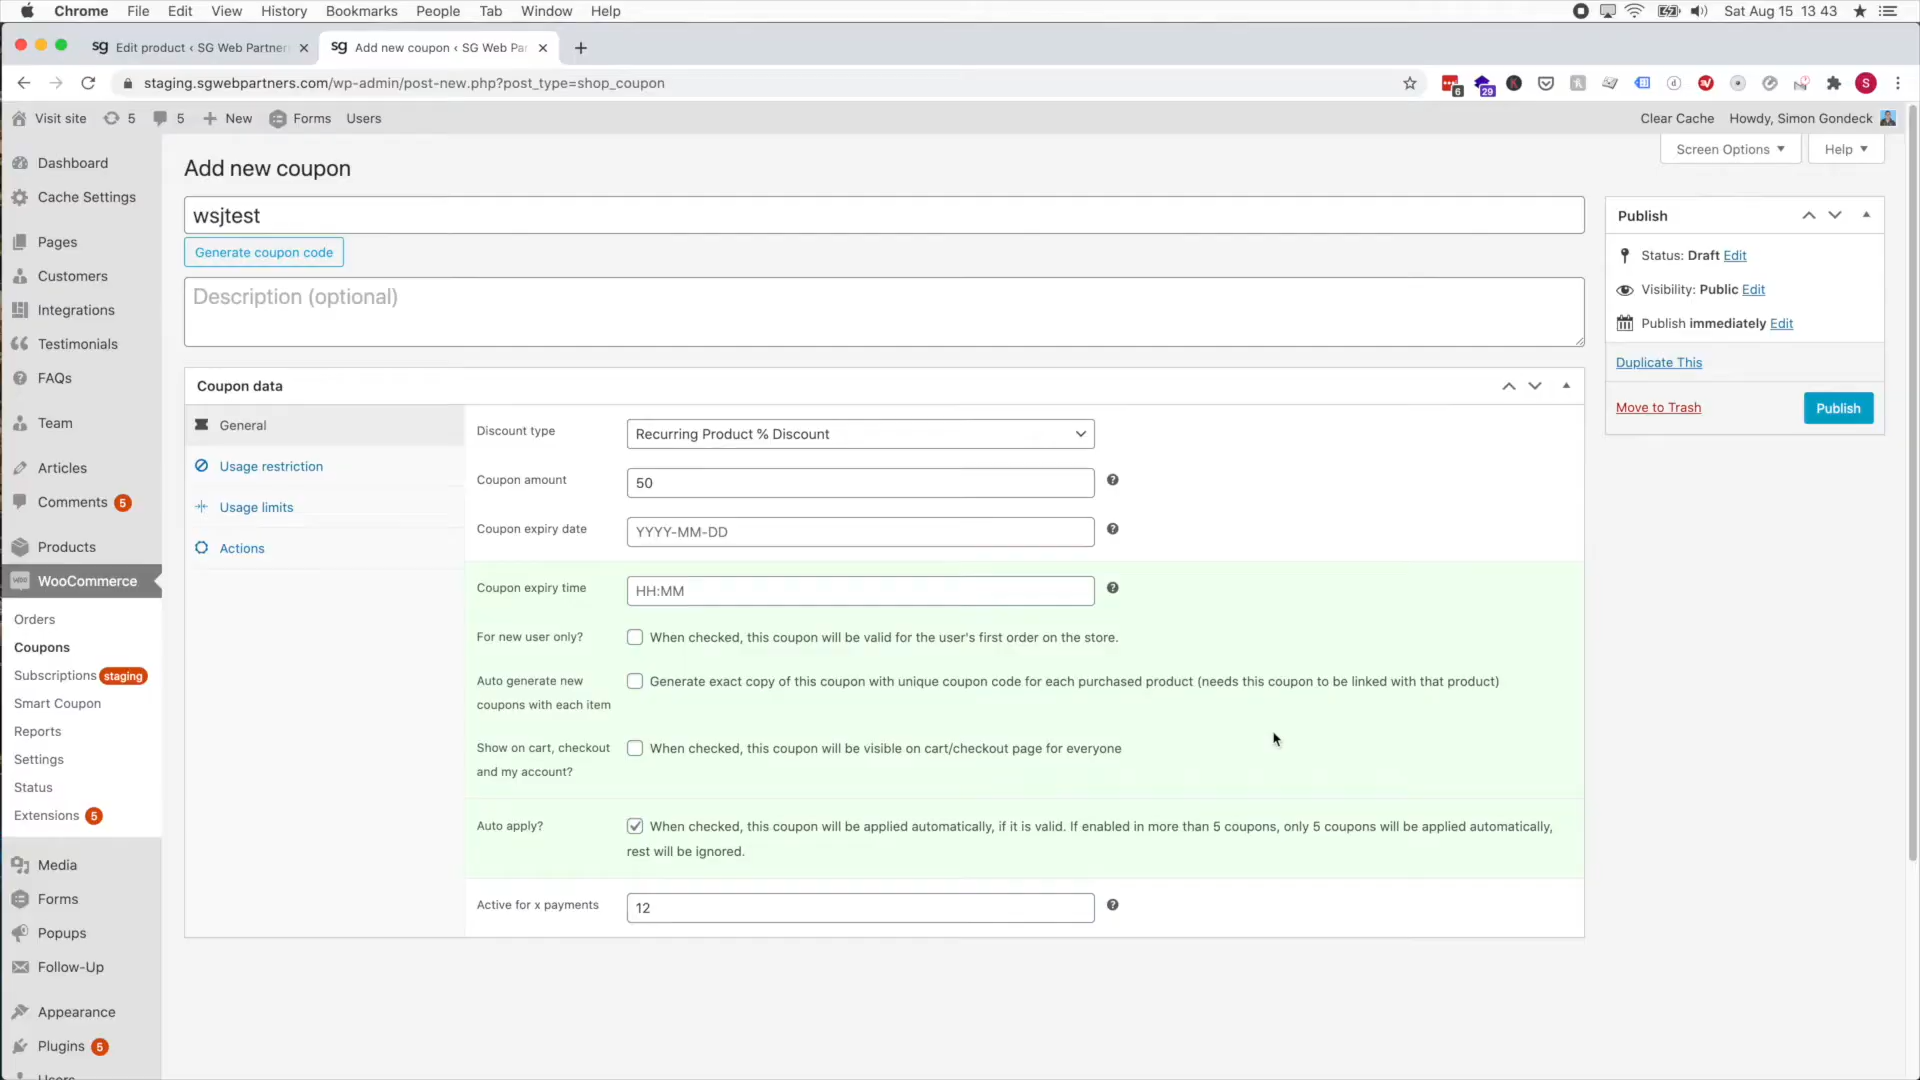 Chrome File Edit View History Bookmarks People Tab Window Help Sat Aug 15 13 43
sg Edit product ‹ SG Web Partner sg Add new coupon ‹ SG Web Par
staging.sgwebpartners.com/wp-admin/post-new.php?post_type=shop_coupon 6 29 S
Visit site 5 5 New Forms Users Clear Cache Howdy, Simon Gondeck
Screen Options Help
Dashboard
Cache Settings
Pages
Customers
Integrations
Testimonials
FAQs
Team
Articles
Comments 5
Products
WooCommerce
Orders
Coupons
Subscriptions staging
Smart Coupon
Reports
Settings
Status
Extensions 5
Media
Forms
Popups
Follow-Up
Appearance
Plugins 5
Users
Add new coupon
wsjtest
Generate coupon code
Description (optional)
Coupon data
General
Usage restriction
Usage limits
Actions
Discount type Recurring Product % Discount
Coupon amount 50
Coupon expiry date YYYY-MM-DD
Coupon expiry time HH:MM
For new user only? When checked, this coupon will be valid for the user's first order on the store.
Auto generate new Generate exact copy of this coupon with unique coupon code for each purchased product (needs this coupon to be linked with that product)
coupons with each item
Show on cart, checkout When checked, this coupon will be visible on cart/checkout page for everyone
and my account?
Auto apply? When checked, this coupon will be applied automatically, if it is valid. If enabled in more than 5 coupons, only 5 coupons will be applied automatically,
rest will be ignored.
Active for x payments 12
Publish
Status: Draft Edit
Visibility: Public Edit
Publish immediately Edit
Duplicate This
Move to Trash Publish